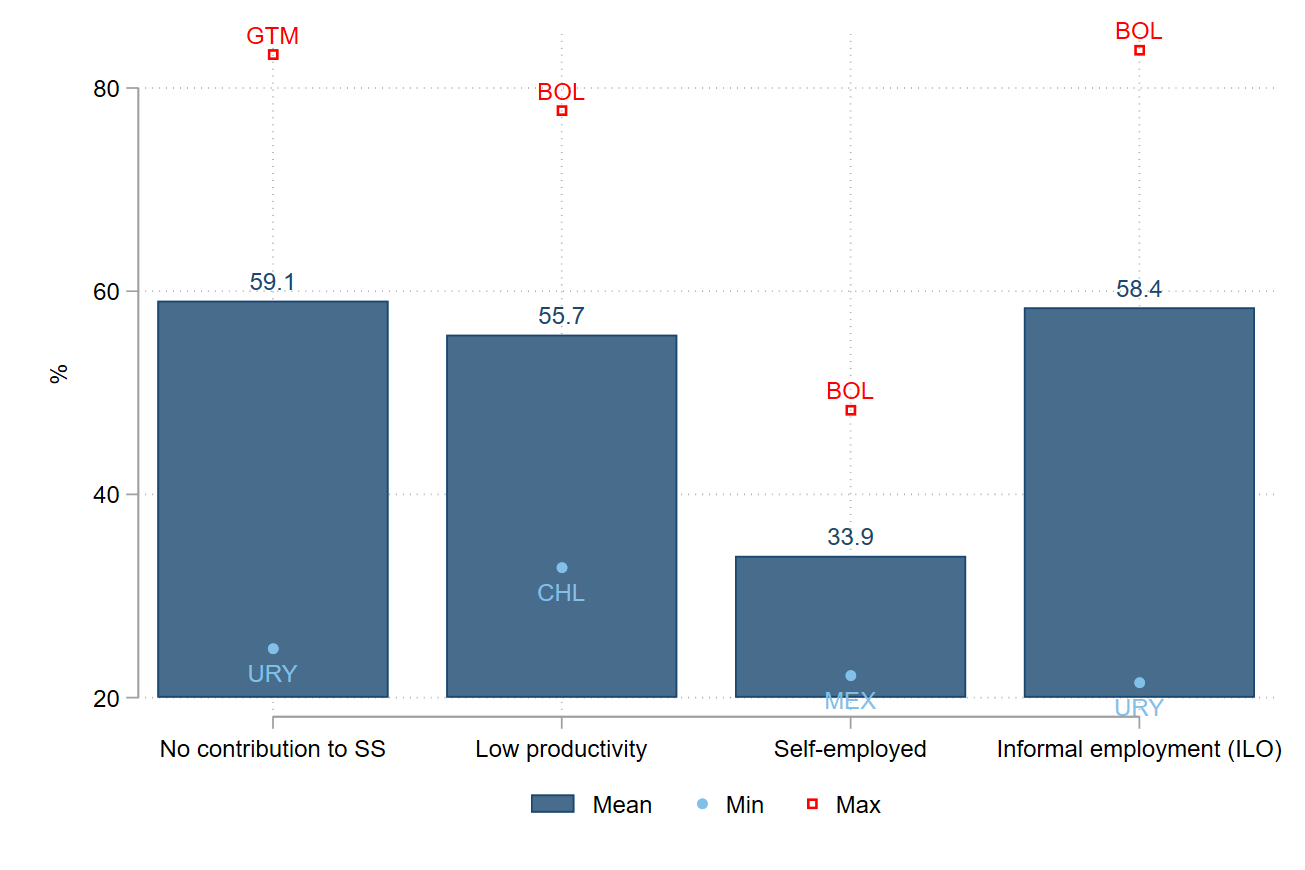 GTM
BOL
BOL
80
59.1
55.7
58.4
60
BOL
%
33.9
40
CHL
URY
MEX
URY
20
No contribution to SS
Low productivity
Self-employed
Informal employment (ILO)
Mean
Min
Max